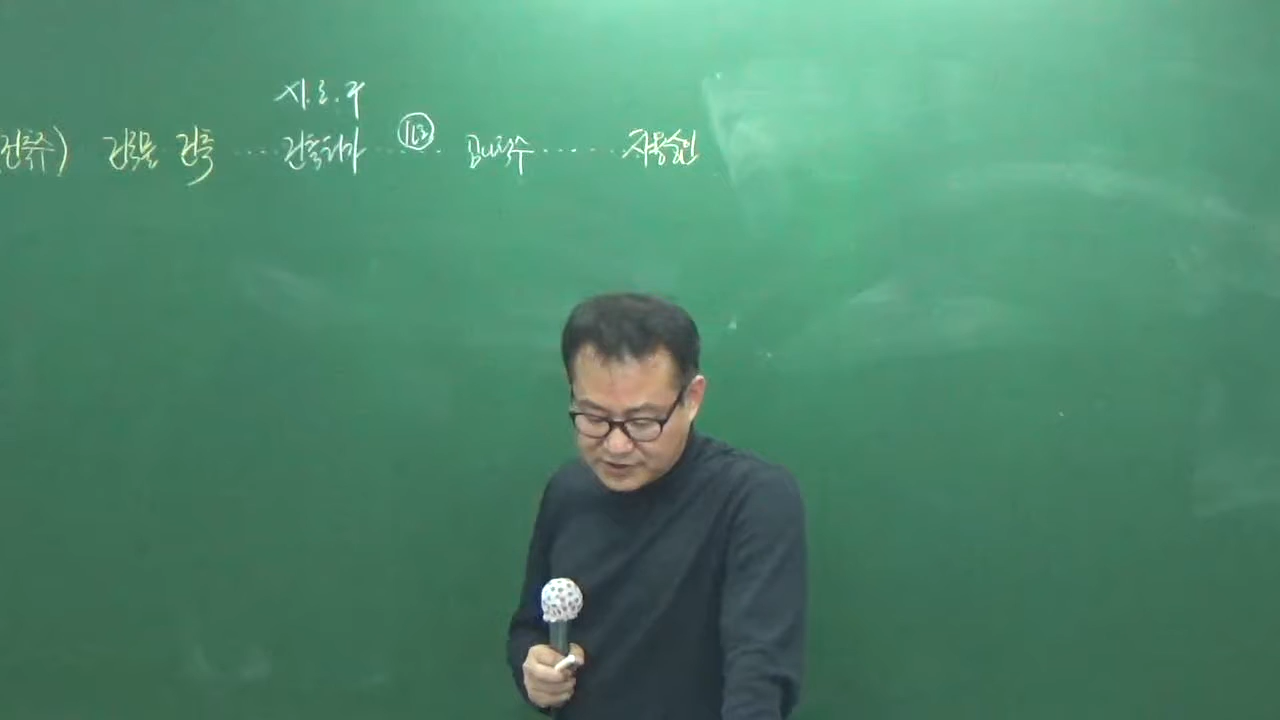 시.군.구
건축주) 건축물 건축 ..... 건축허가 ..... 공사착수 ...... 사용승인